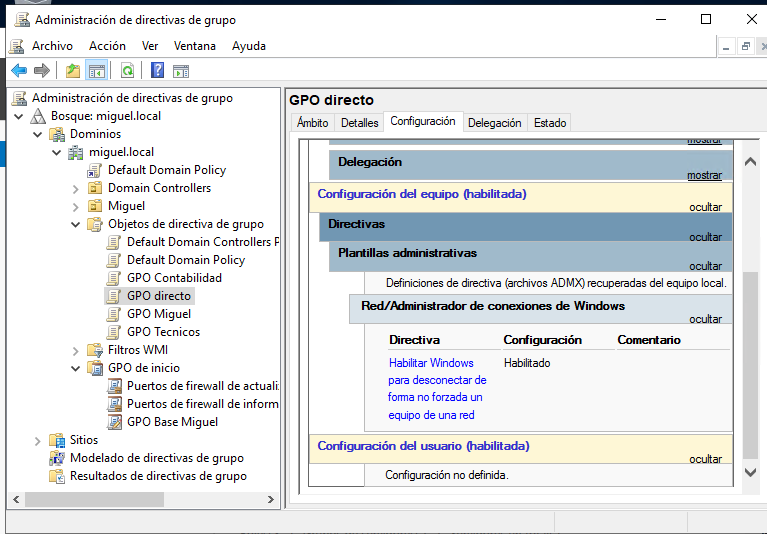 Administración de directivas de grupo
Archivo Acción Ver Ventana Ayuda
Administración de directivas de grupo
Bosque: miguel.local
Dominios
miguel.local
Default Domain Policy
Domain Controllers
Miguel
Objetos de directiva de grupo
Default Domain Controllers P
Default Domain Policy
GPO Contabilidad
GPO directo
GPO Miguel
GPO Tecnicos
Filtros WMI
GPO de inicio
Puertos de firewall de actuali
Puertos de firewall de inform
GPO Base Miguel
Sitios
Modelado de directivas de grupo
Resultados de directivas de grupo
GPO directo
Ámbito Detalles Configuración Delegación Estado
mostrar
Delegación
mostrar
Configuración del equipo (habilitada)
ocultar
Directivas
ocultar
Plantillas administrativas
ocultar
Definiciones de directiva (archivos ADMX) recuperadas del equipo local.
Red/Administrador de conexiones de Windows
ocultar
Directiva Configuración Comentario
Habilitar Windows Habilitado
para desconectar de
forma no forzada un
equipo de una red
Configuración del usuario (habilitada)
ocultar
Configuración no definida.